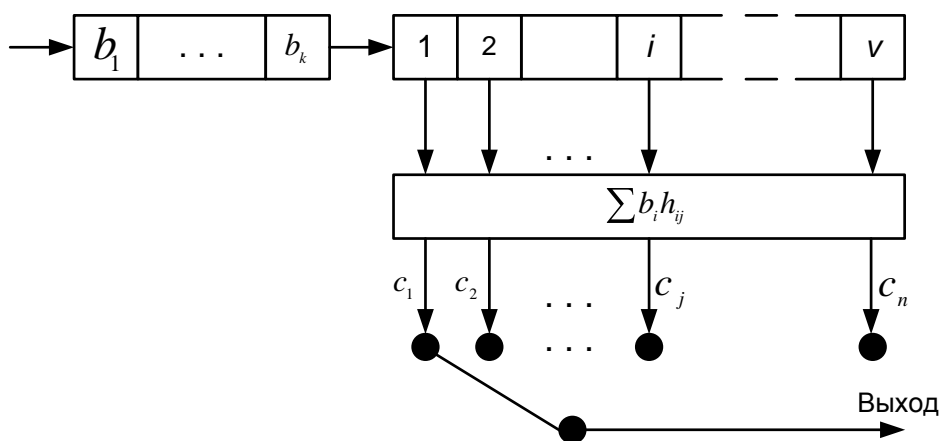 b₁ . . . bₖ 1 2 i v
. . .
∑ bᵢhᵢⱼ
c₁ c₂ . . . cⱼ cₙ
. . .
Выход